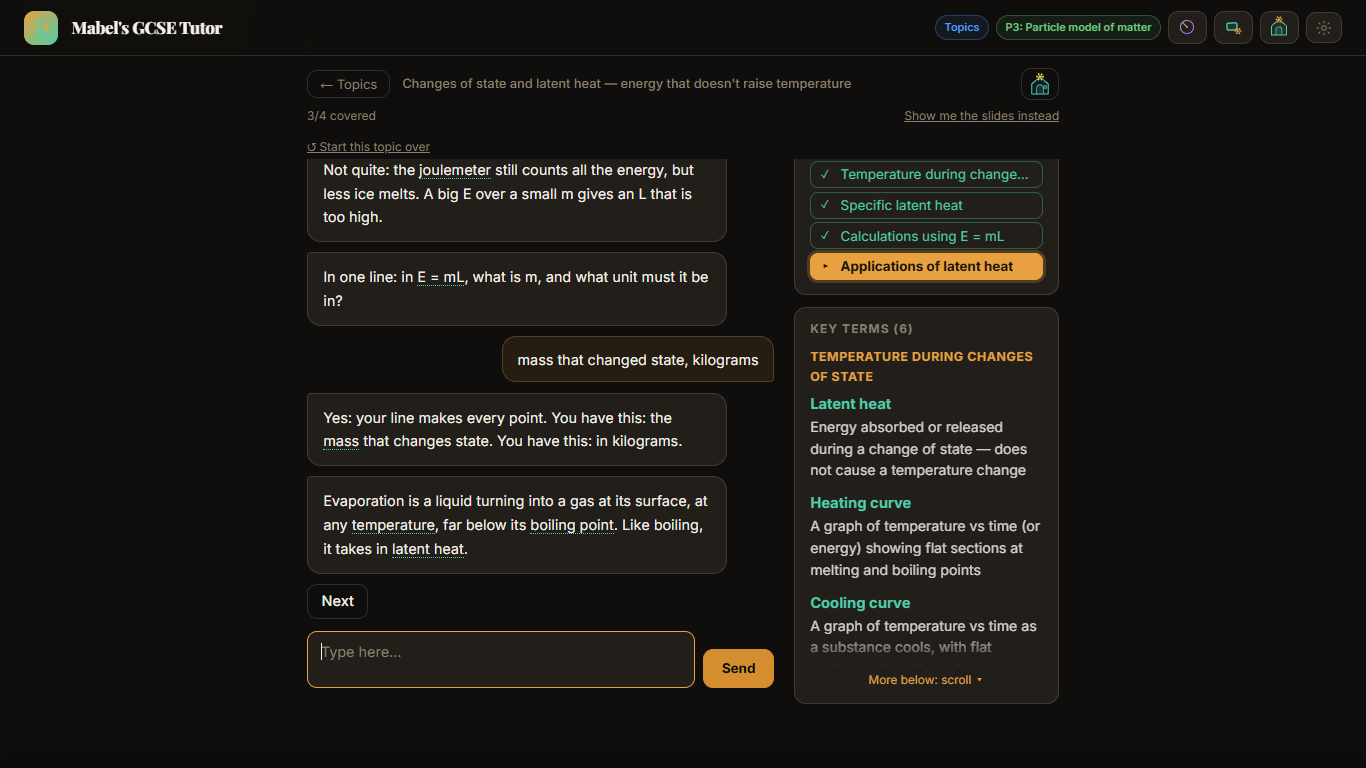 Mabel's GCSE Tutor
Topics
P3: Particle model of matter
← Topics
Changes of state and latent heat — energy that doesn't raise temperature
3/4 covered
Show me the slides instead
↺ Start this topic over
Not quite: the joulemeter still counts all the energy, but
less ice melts. A big E over a small m gives an L that is
too high.
In one line: in E = mL, what is m, and what unit must it be
in?
mass that changed state, kilograms
Yes: your line makes every point. You have this: the
mass that changes state. You have this: in kilograms.
Evaporation is a liquid turning into a gas at its surface, at
any temperature, far below its boiling point. Like boiling,
it takes in latent heat.
Next
Type here...
Send
✓ Temperature during change...
✓ Specific latent heat
✓ Calculations using E = mL
‣ Applications of latent heat
KEY TERMS (6)
TEMPERATURE DURING CHANGES
OF STATE
Latent heat
Energy absorbed or released
during a change of state — does
not cause a temperature change
Heating curve
A graph of temperature vs time (or
energy) showing flat sections at
melting and boiling points
Cooling curve
A graph of temperature vs time as
a substance cools, with flat
More below: scroll ▾